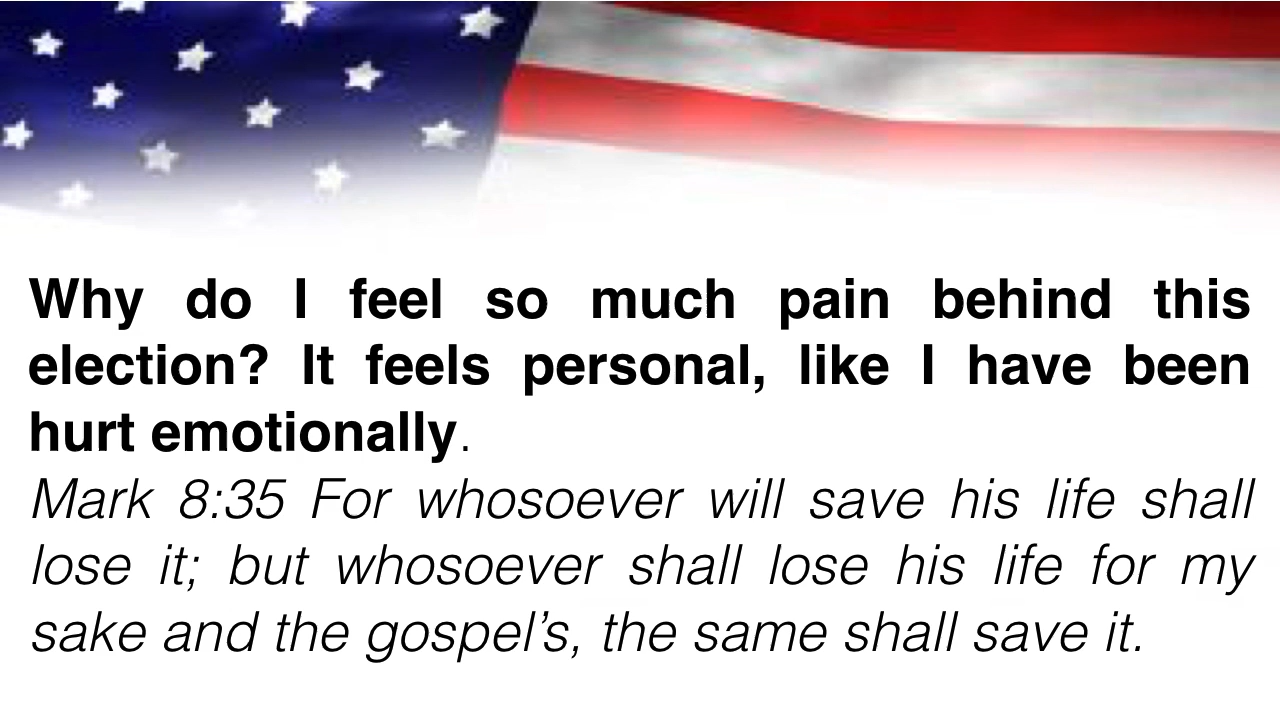 Why do I feel so much pain behind this
election? It feels personal, like I have been
hurt emotionally.
Mark 8:35 For whosoever will save his life shall
lose it; but whosoever shall lose his life for my
sake and the gospel’s, the same shall save it.